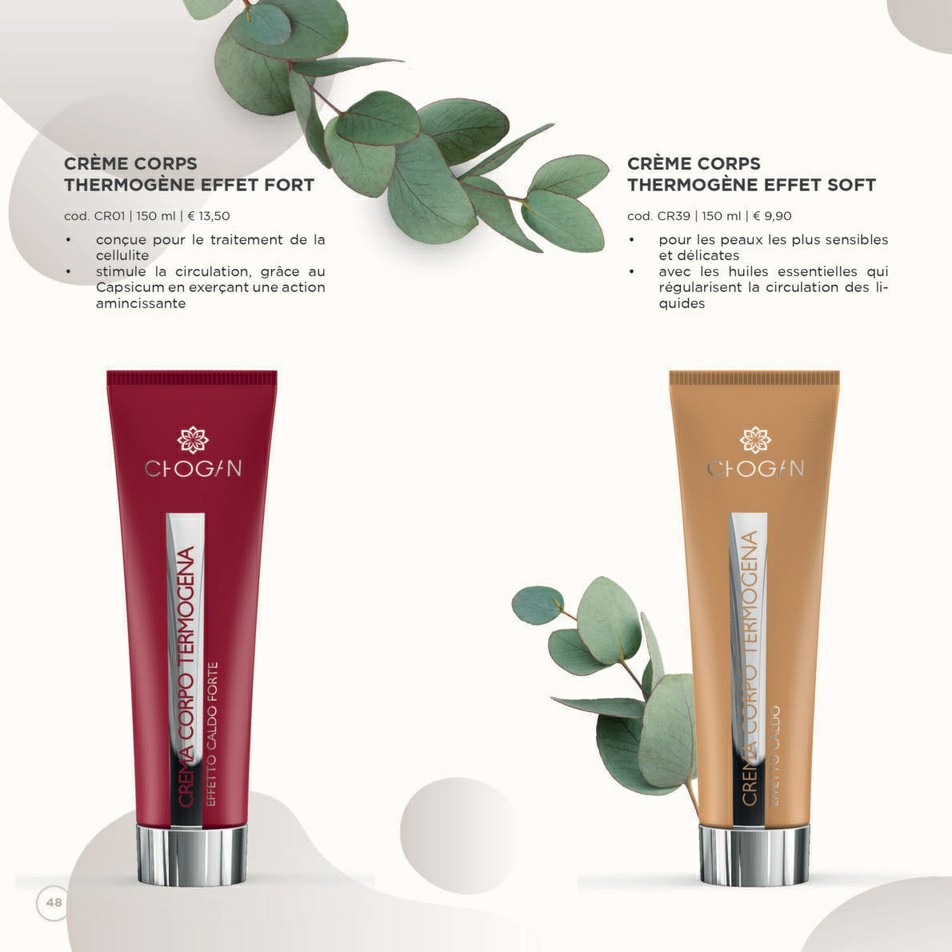 CRÈME CORPS
THERMOGÈNE EFFET FORT
cod. CR01 | 150 ml | € 13,50
• conçue pour le traitement de la
cellulite
• stimule la circulation, grâce au
Capsicum en exerçant une action
amincissante
CRÈME CORPS
THERMOGÈNE EFFET SOFT
cod. CR39 | 150 ml | € 9,90
• pour les peaux les plus sensibles
et délicates
• avec les huiles essentielles qui
régularisent la circulation des li-
quides
CHOGAN
CREMA CORPO TERMOGENA
EFFETTO CALDO FORTE
CHOGAN
CREMA CORPO TERMOGENA
EFFETTO CALDO
48